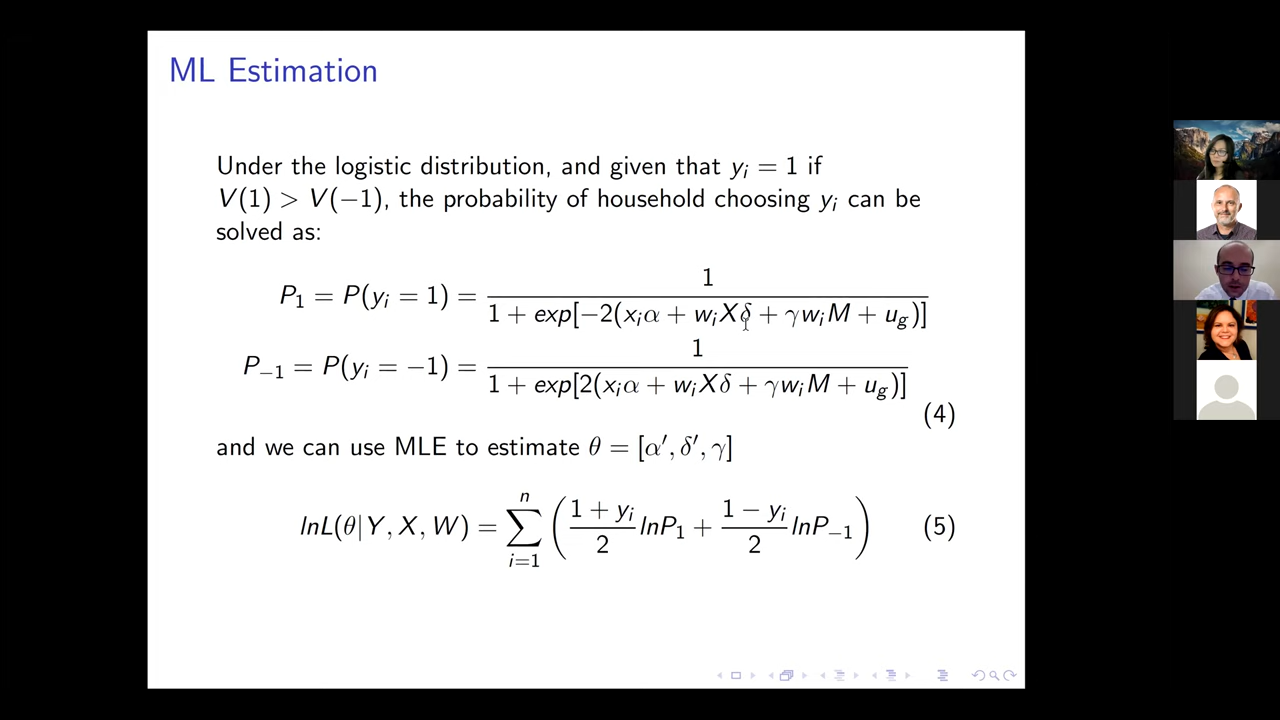 ML Estimation
Under the logistic distribution, and given that y_i = 1 if
V(1) > V(−1), the probability of household choosing y_i can be
solved as:
P_1 = P(y_i = 1) = 1 / (1 + exp[−2(x_iα + w_iXδ + γw_iM + u_g)])
P_{−1} = P(y_i = −1) = 1 / (1 + exp[2(x_iα + w_iXδ + γw_iM + u_g)])
(4)
and we can use MLE to estimate θ = [α′, δ′, γ]
lnL(θ|Y, X, W) = ∑_{i=1}^{n} ( (1 + y_i)/2 lnP_1 + (1 − y_i)/2 lnP_{−1} ) (5)